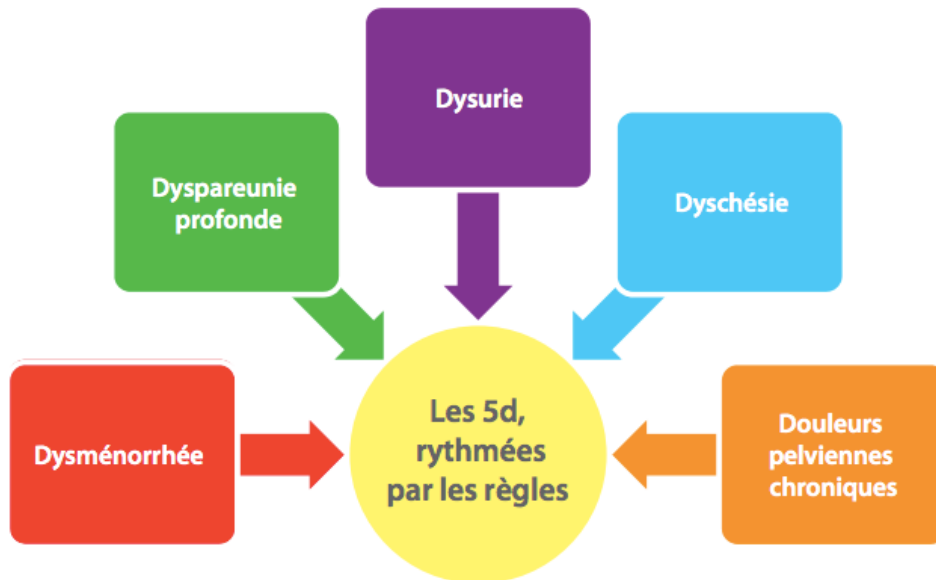 Dysurie
Dyspareunie
profonde
Dyschésie
Dysménorrhée
Les 5d,
rythmées
par les règles
Douleurs
pelviennes
chroniques